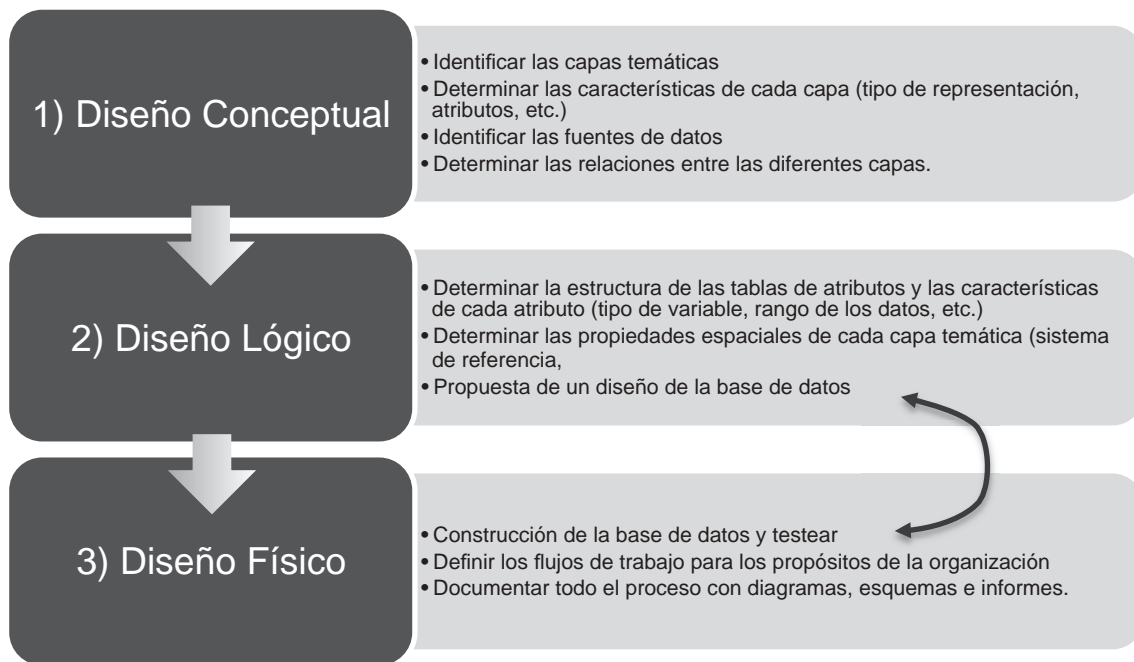 1) Diseño Conceptual
• Identificar las capas temáticas
• Determinar las características de cada capa (tipo de representación,
atributos, etc.)
• Identificar las fuentes de datos
• Determinar las relaciones entre las diferentes capas.
2) Diseño Lógico
• Determinar la estructura de las tablas de atributos y las características
de cada atributo (tipo de variable, rango de los datos, etc.)
• Determinar las propiedades espaciales de cada capa temática (sistema
de referencia,
• Propuesta de un diseño de la base de datos
3) Diseño Físico
• Construcción de la base de datos y testear
• Definir los flujos de trabajo para los propósitos de la organización
• Documentar todo el proceso con diagramas, esquemas e informes.